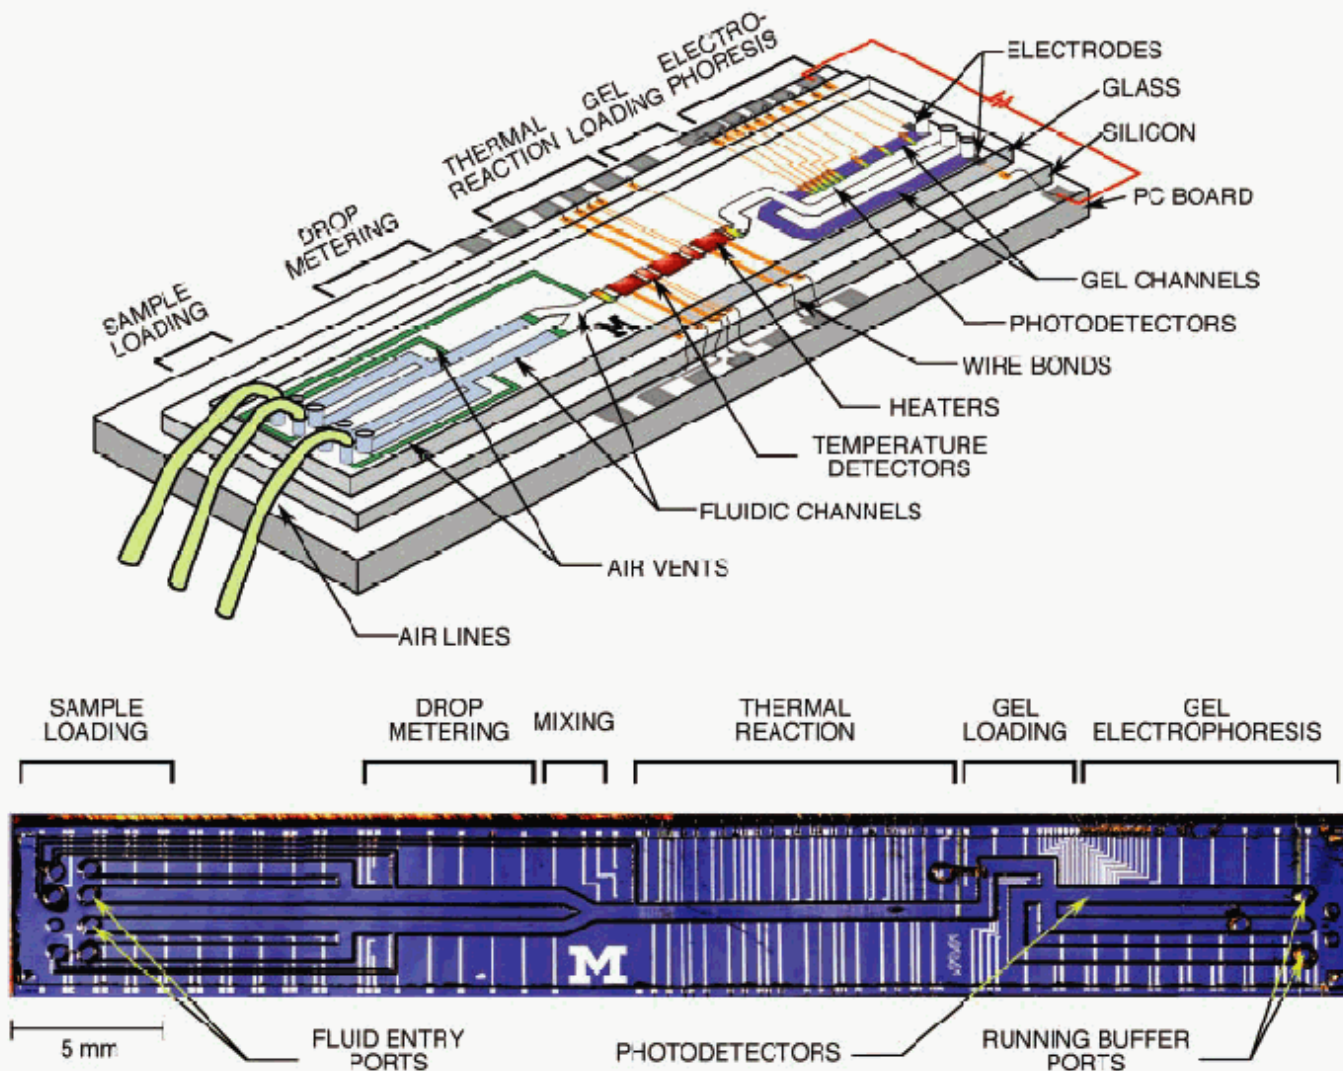 ELECTRO-
PHORESIS
GEL
LOADING
THERMAL
REACTION
DROP
METERING
SAMPLE
LOADING
ELECTRODES
GLASS
SILICON
PC BOARD
GEL CHANNELS
PHOTODETECTORS
WIRE BONDS
HEATERS
TEMPERATURE
DETECTORS
FLUIDIC CHANNELS
AIR VENTS
AIR LINES
SAMPLE
LOADING
DROP
METERING
MIXING
THERMAL
REACTION
GEL
LOADING
GEL
ELECTROPHORESIS
M
5 mm
FLUID ENTRY
PORTS
PHOTODETECTORS
RUNNING BUFFER
PORTS